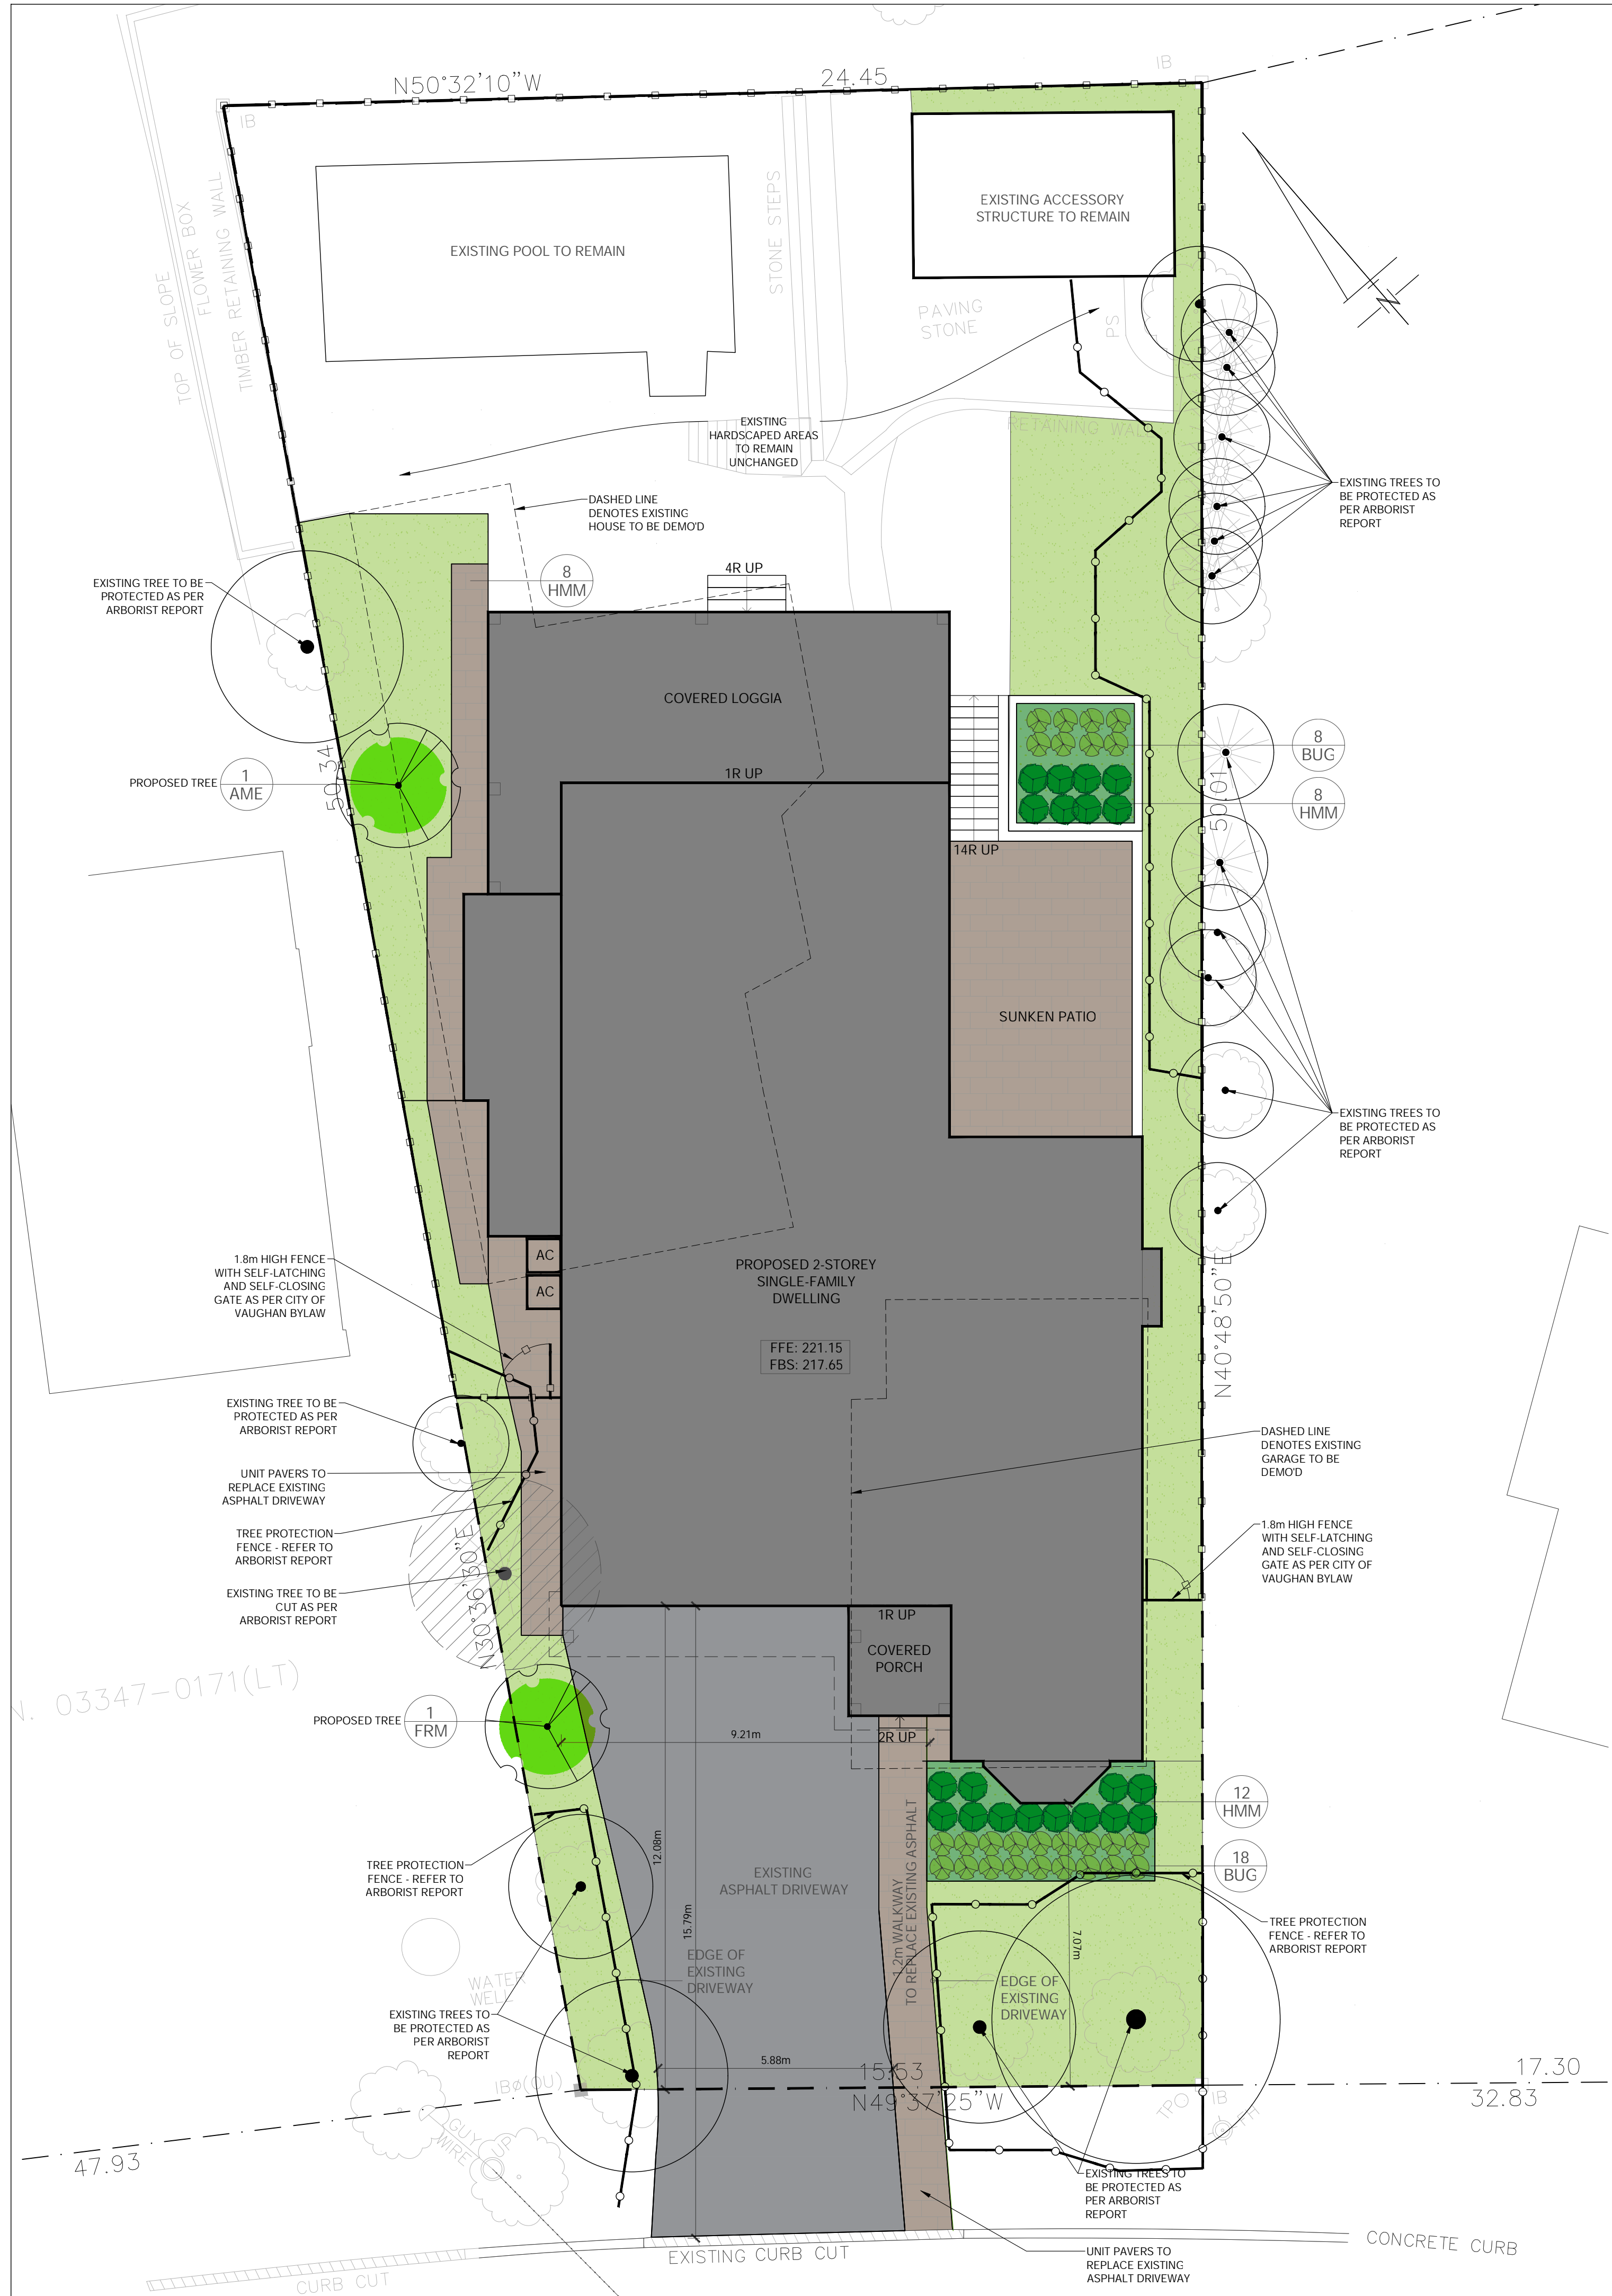 N50°32'10"W
24.45
IB
IB
TOP OF SLOPE
FLOWER BOX
TIMBER RETAINING WALL
EXISTING POOL TO REMAIN
STONE STEPS
EXISTING ACCESSORY
STRUCTURE TO REMAIN
PAVING
STONE
PS
N
RETAINING WALL
EXISTING
HARDSCAPED AREAS
TO REMAIN
UNCHANGED
EXISTING TREES TO
BE PROTECTED AS
PER ARBORIST
REPORT
DASHED LINE
DENOTES EXISTING
HOUSE TO BE DEMO'D
8
HMM
4R UP
EXISTING TREE TO BE
PROTECTED AS PER
ARBORIST REPORT
COVERED LOGGIA
1R UP
PROPOSED TREE
1
AME
50.34
8
BUG
8
HMM
50.01
14R UP
SUNKEN PATIO
EXISTING TREES TO
BE PROTECTED AS
PER ARBORIST
REPORT
1.8m HIGH FENCE
WITH SELF-LATCHING
AND SELF-CLOSING
GATE AS PER CITY OF
VAUGHAN BYLAW
AC
AC
PROPOSED 2-STOREY
SINGLE-FAMILY
DWELLING
FFE: 221.15
FBS: 217.65
N40°48'50"E
EXISTING TREE TO BE
PROTECTED AS PER
ARBORIST REPORT
UNIT PAVERS TO
REPLACE EXISTING
ASPHALT DRIVEWAY
TREE PROTECTION
FENCE - REFER TO
ARBORIST REPORT
EXISTING TREE TO BE
CUT AS PER
ARBORIST REPORT
N30°36'30"E
DASHED LINE
DENOTES EXISTING
GARAGE TO BE
DEMO'D
1.8m HIGH FENCE
WITH SELF-LATCHING
AND SELF-CLOSING
GATE AS PER CITY OF
VAUGHAN BYLAW
N. 03347-0171(LT)
1R UP
COVERED
PORCH
2R UP
PROPOSED TREE
1
FRM
9.21m
12.08m
15.79m
12
HMM
18
BUG
TREE PROTECTION
FENCE - REFER TO
ARBORIST REPORT
EXISTING
ASPHALT DRIVEWAY
1.2m WALKWAY
TO REPLACE EXISTING ASPHALT
7.07m
TREE PROTECTION
FENCE - REFER TO
ARBORIST REPORT
EDGE OF
EXISTING
DRIVEWAY
EDGE OF
EXISTING
DRIVEWAY
WATER
WELL
EXISTING TREES TO
BE PROTECTED AS
PER ARBORIST
REPORT
5.88m
15.53
N49°37'25"W
17.30
32.83
IBØ(OU)
TPO
IB
FH
GUY
WIRE
UP
47.93
EXISTING TREES TO
BE PROTECTED AS
PER ARBORIST
REPORT
UNIT PAVERS TO
REPLACE EXISTING
ASPHALT DRIVEWAY
EXISTING CURB CUT
CONCRETE CURB
CURB CUT